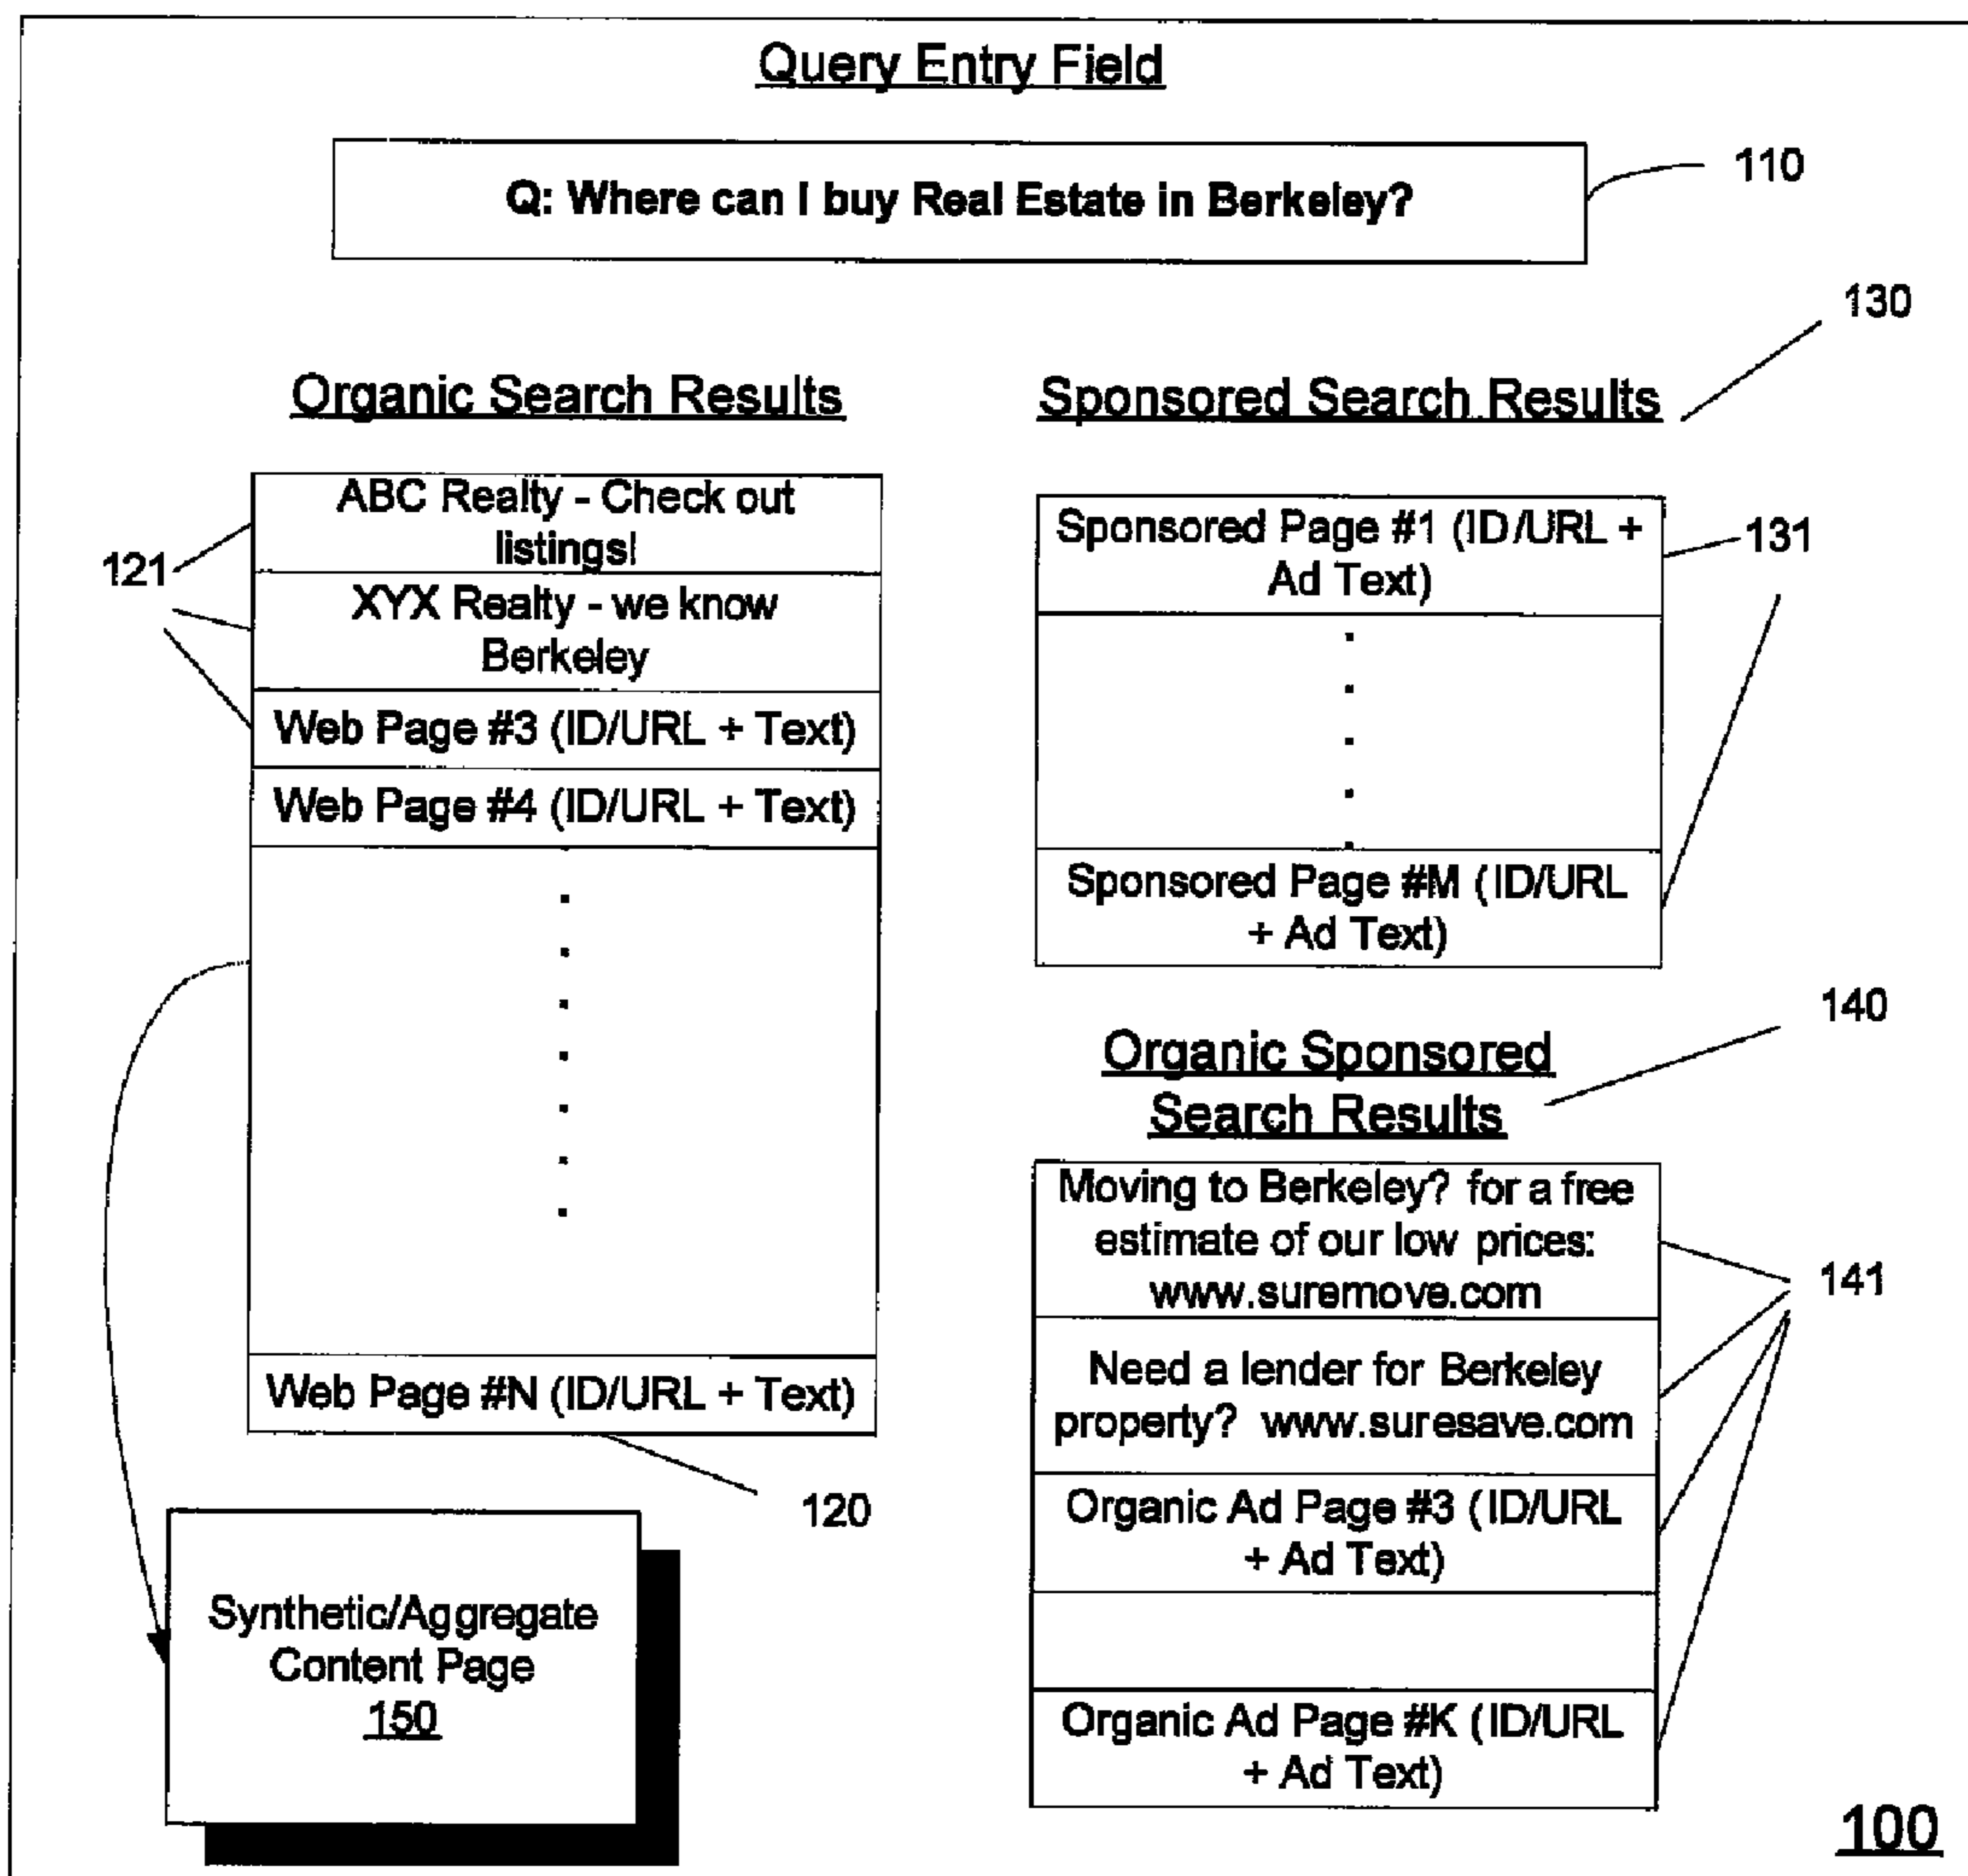 Query Entry Field
Q: Where can I buy Real Estate in Berkeley?
110
130
Organic Search Results
ABC Realty - Check out
listings!
XYX Realty - we know
Berkeley
Web Page #3 (ID/URL + Text)
Web Page #4 (ID/URL + Text)
Web Page #N (ID/URL + Text)
121
120
Synthetic/Aggregate
Content Page
150
Sponsored Search Results
Sponsored Page #1 (ID/URL +
Ad Text)
Sponsored Page #M (ID/URL
+ Ad Text)
131
140
Organic Sponsored
Search Results
Moving to Berkeley? for a free
estimate of our low prices:
www.suremove.com
Need a lender for Berkeley
property? www.suresave.com
Organic Ad Page #3 (ID/URL
+ Ad Text)
Organic Ad Page #K (ID/URL
+ Ad Text)
141
100